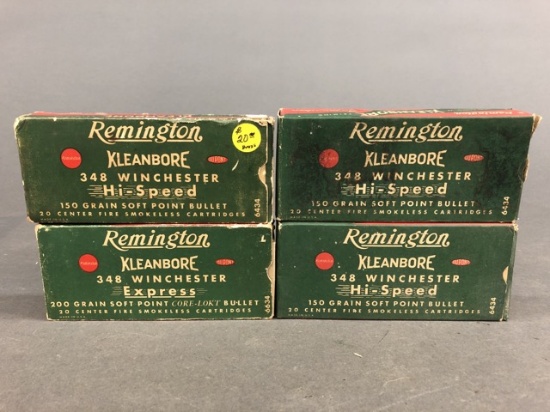 20.00
Remington
KLEANBORE
348 WINCHESTER
Hi-Speed
150 GRAIN SOFT POINT BULLET
20 CENTER FIRE SMOKELESS CARTRIDGES
6434
Remington
KLEANBORE
348 WINCHESTER
Hi-Speed
150 GRAIN SOFT POINT BULLET
20 CENTER FIRE SMOKELESS CARTRIDGES
6434
Remington
L
KLEANBORE
348 WINCHESTER
Express
200 GRAIN SOFT POINT CORE-LOKT BULLET
20 CENTER FIRE SMOKELESS CARTRIDGES
6634
Remington
KLEANBORE
348 WINCHESTER
Hi-Speed
150 GRAIN SOFT POINT BULLET
20 CENTER FIRE SMOKELESS CARTRIDGES
6434